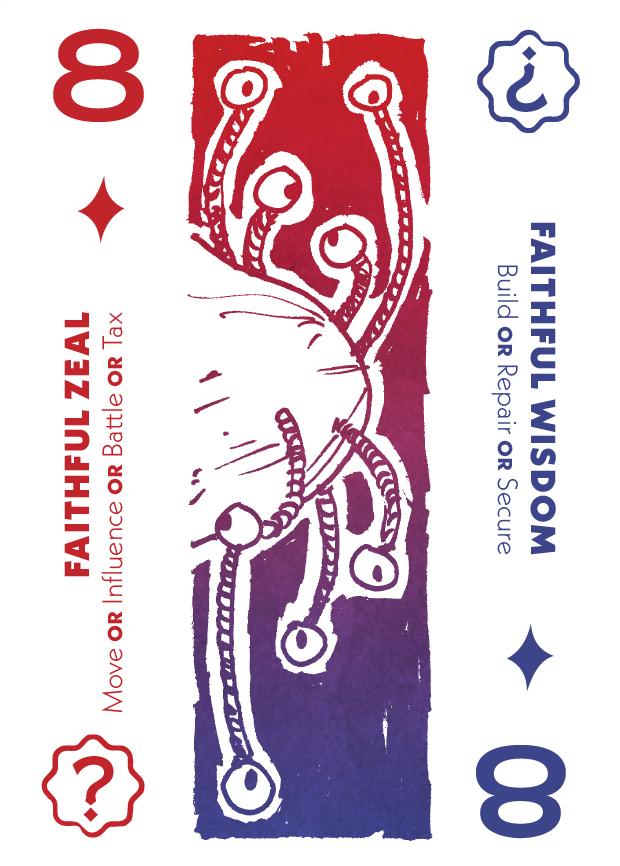 8
FAITHFUL ZEAL
Move OR Influence OR Battle OR Tax
?
?
FAITHFUL WISDOM
Build OR Repair OR Secure
8